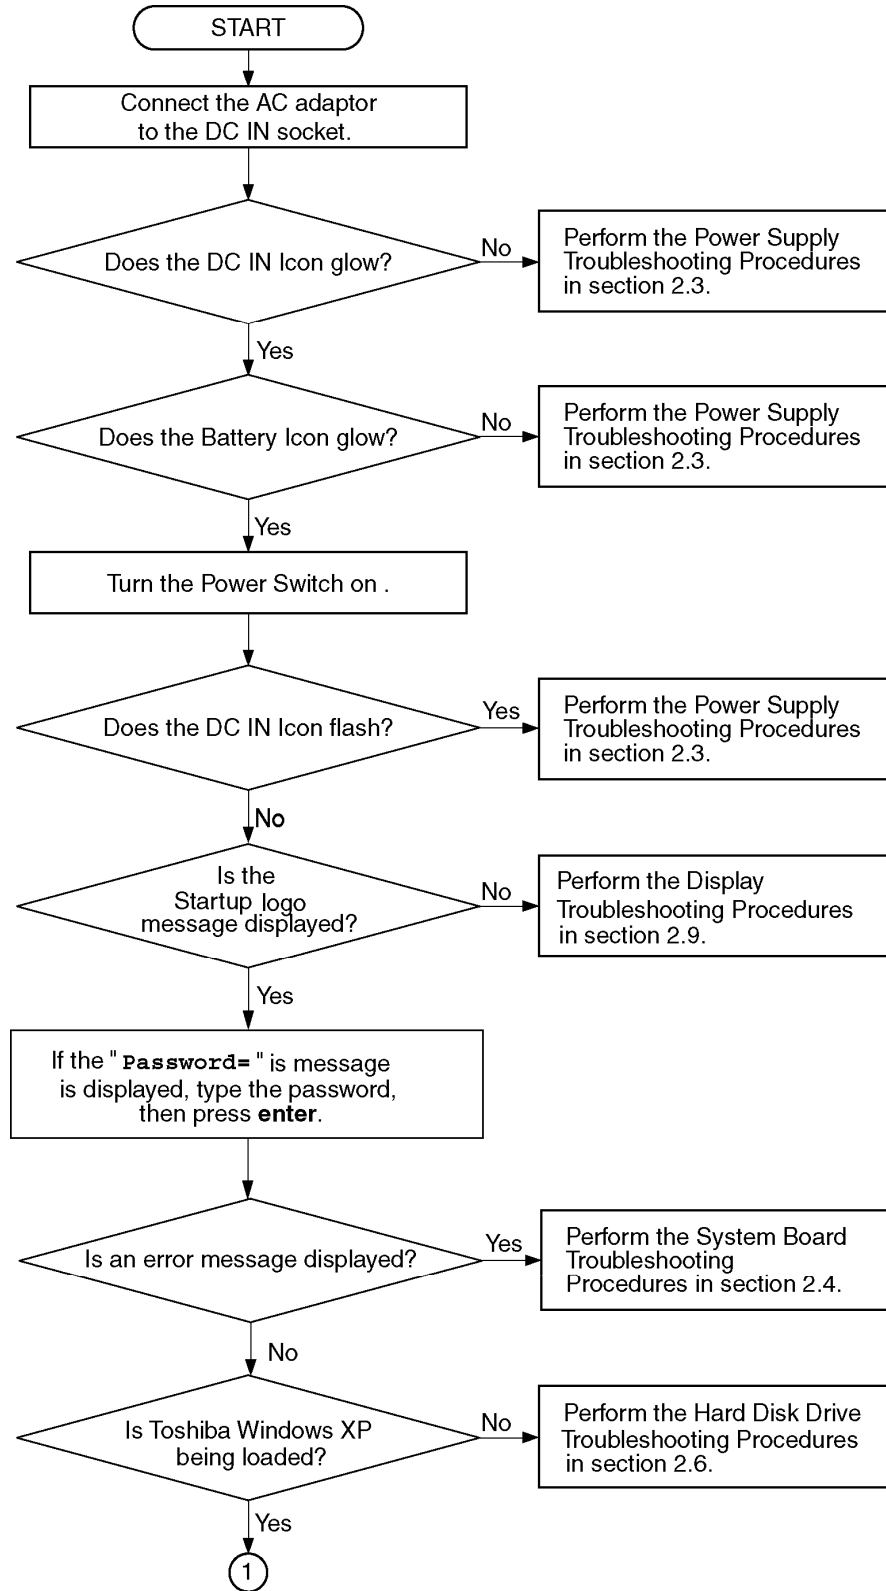 START
Connect the AC adaptor
to the DC IN socket.
Does the DC IN Icon glow?
No
Perform the Power Supply
Troubleshooting Procedures
in section 2.3.
Yes
Does the Battery Icon glow?
No
Perform the Power Supply
Troubleshooting Procedures
in section 2.3.
Yes
Turn the Power Switch on .
Does the DC IN Icon flash?
Yes
Perform the Power Supply
Troubleshooting Procedures
in section 2.3.
No
Is the
Startup logo
message displayed?
No
Perform the Display
Troubleshooting Procedures
in section 2.9.
Yes
If the " Password= " is message
is displayed, type the password,
then press enter.
Is an error message displayed?
Yes
Perform the System Board
Troubleshooting
Procedures in section 2.4.
No
Is Toshiba Windows XP
being loaded?
No
Perform the Hard Disk Drive
Troubleshooting Procedures
in section 2.6.
Yes
1